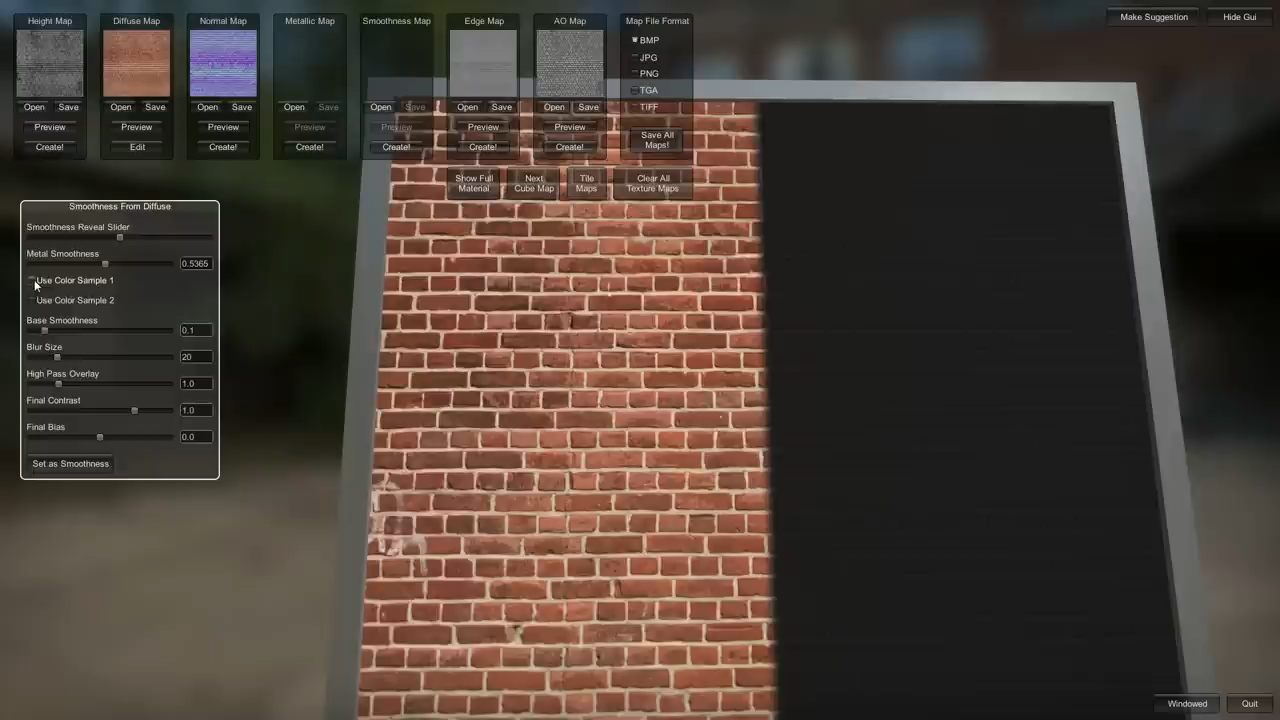 Height Map
Diffuse Map
Normal Map
Metallic Map
Smoothness Map
Edge Map
AO Map
Map File Format
Make Suggestion
Hide Gui
BMP
JPG
PNG
TGA
TIFF
Open
Save
Open
Save
Open
Save
Open
Save
Open
Save
Open
Save
Open
Save
Preview
Preview
Preview
Preview
Preview
Preview
Preview
Save All
Maps!
Create!
Edit
Create!
Create!
Create!
Create!
Create!
Show Full
Material
Next
Cube Map
Tile
Maps
Clear All
Texture Maps
Smoothness From Diffuse
Smoothness Reveal Slider
Metal Smoothness
0.5365
Use Color Sample 1
Use Color Sample 2
Base Smoothness
0.1
Blur Size
20
High Pass Overlay
1.0
Final Contrast
1.0
Final Bias
0.0
Set as Smoothness
Windowed
Quit